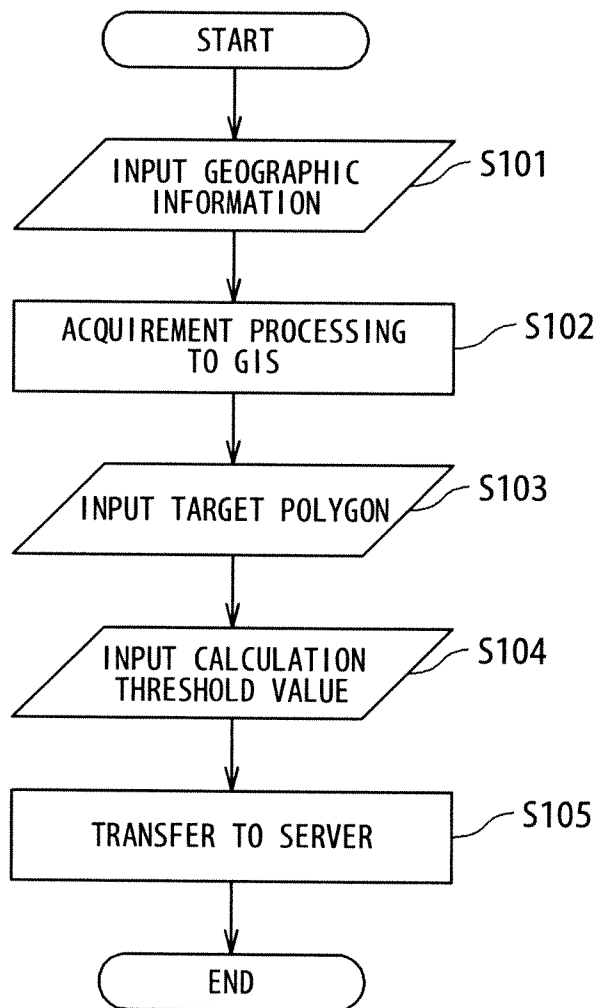 START
INPUT GEOGRAPHIC
INFORMATION
S101
ACQUIREMENT PROCESSING
TO GIS
S102
INPUT TARGET POLYGON
S103
INPUT CALCULATION
THRESHOLD VALUE
S104
TRANSFER TO SERVER
S105
END